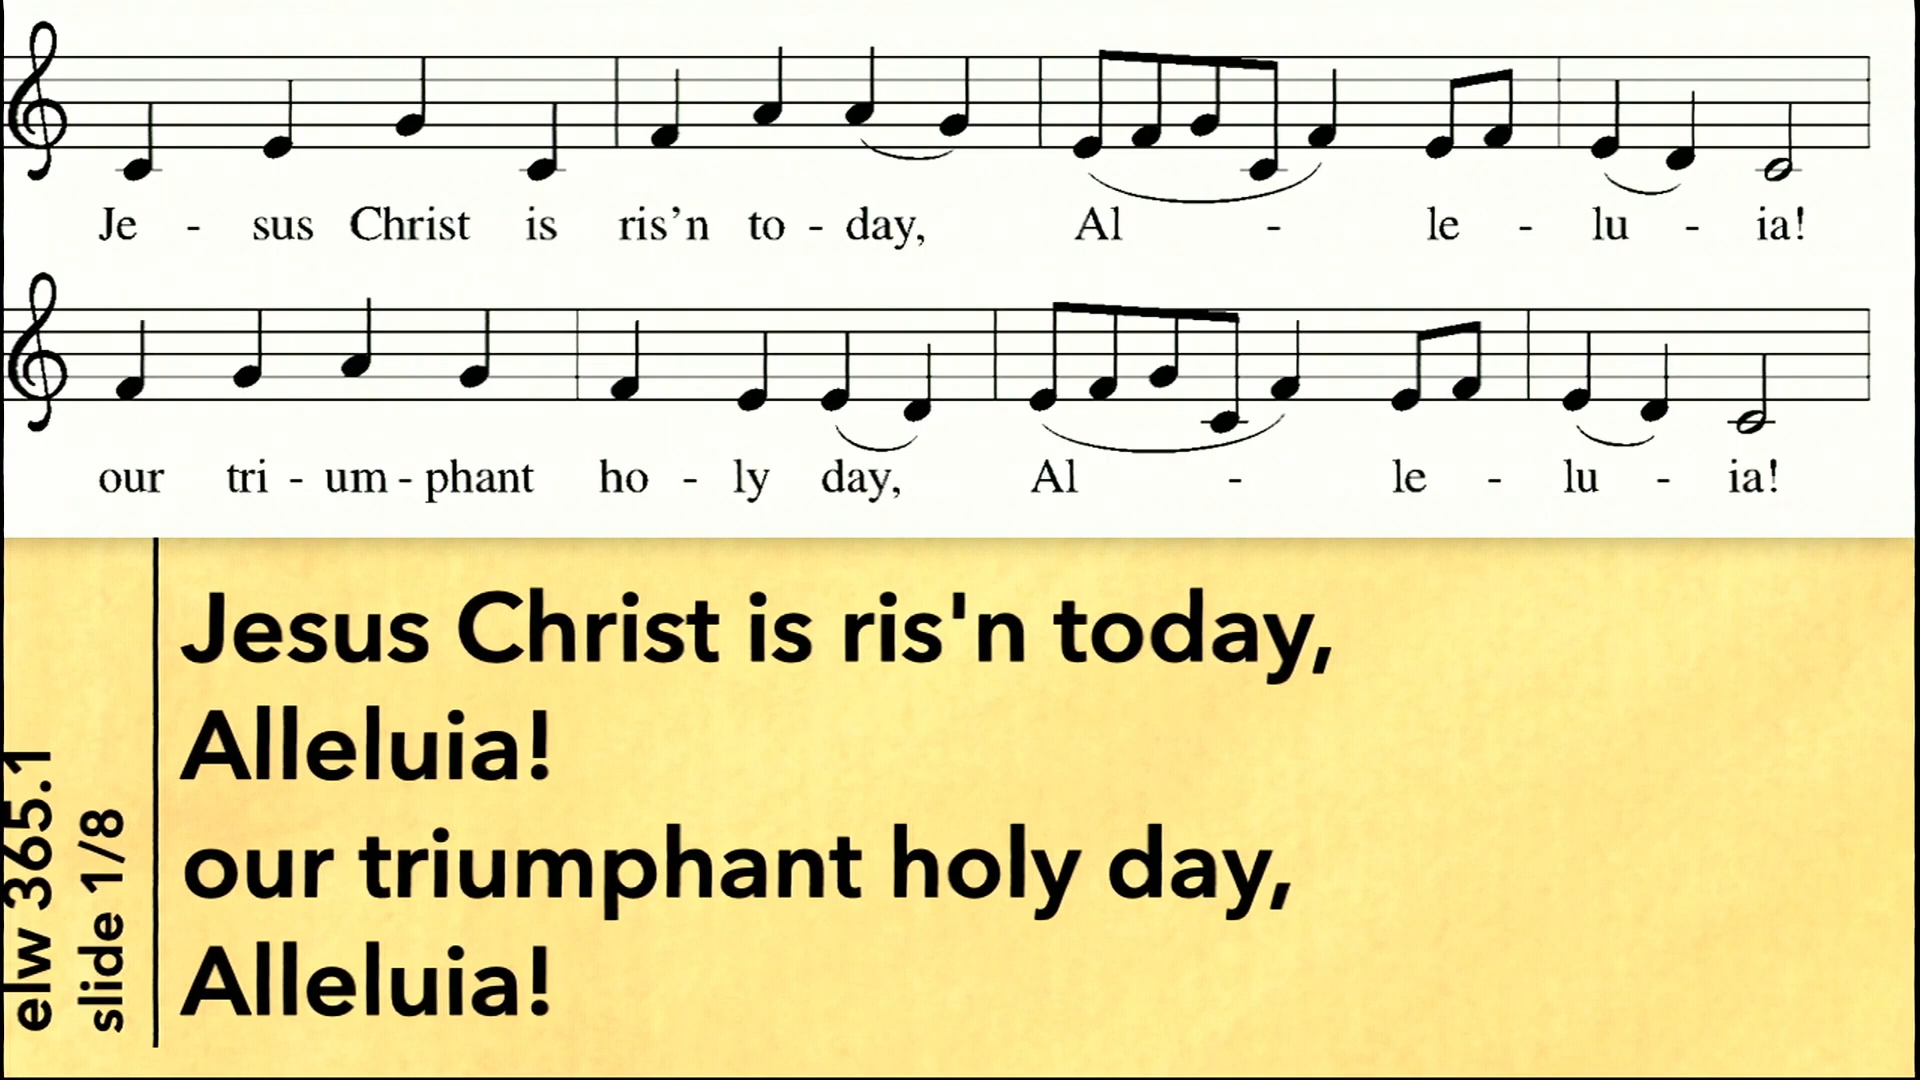 Je - sus Christ is ris’n to - day, Al - le - lu - ia!
our tri - um - phant ho - ly day, Al - le - lu - ia!
Jesus Christ is ris'n today,
Alleluia!
our triumphant holy day,
Alleluia!
elw 365.1
slide 1/8